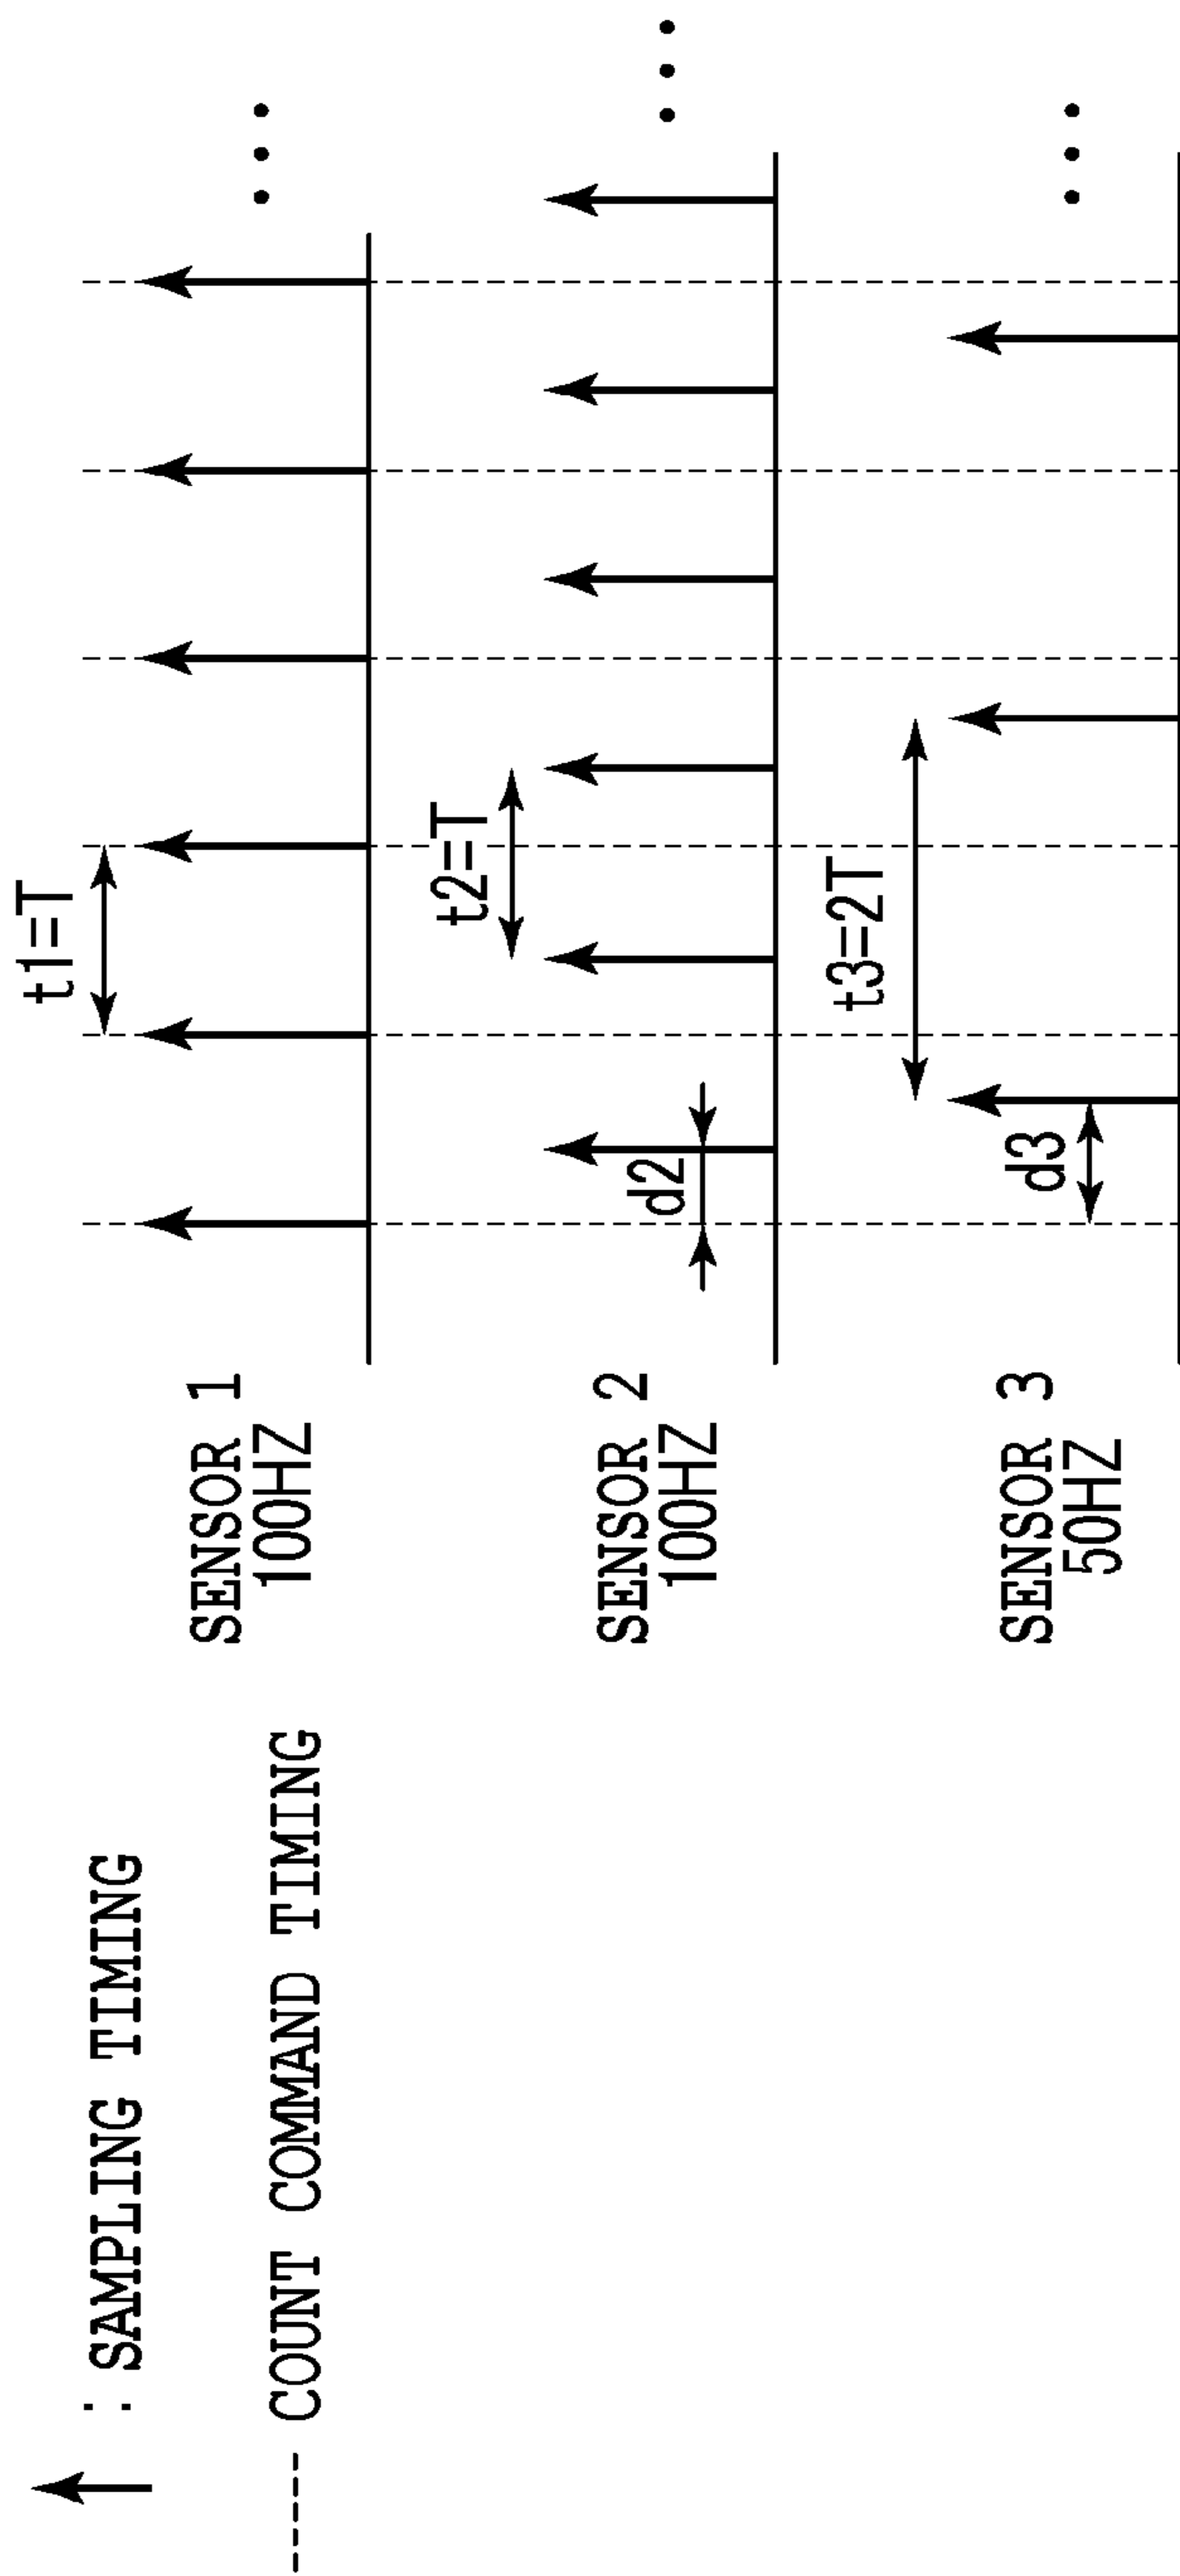 : SAMPLING TIMING
COUNT COMMAND TIMING
SENSOR 1
100HZ
t1=T
SENSOR 2
100HZ
t2=T
d2
SENSOR 3
50HZ
t3=2T
d3